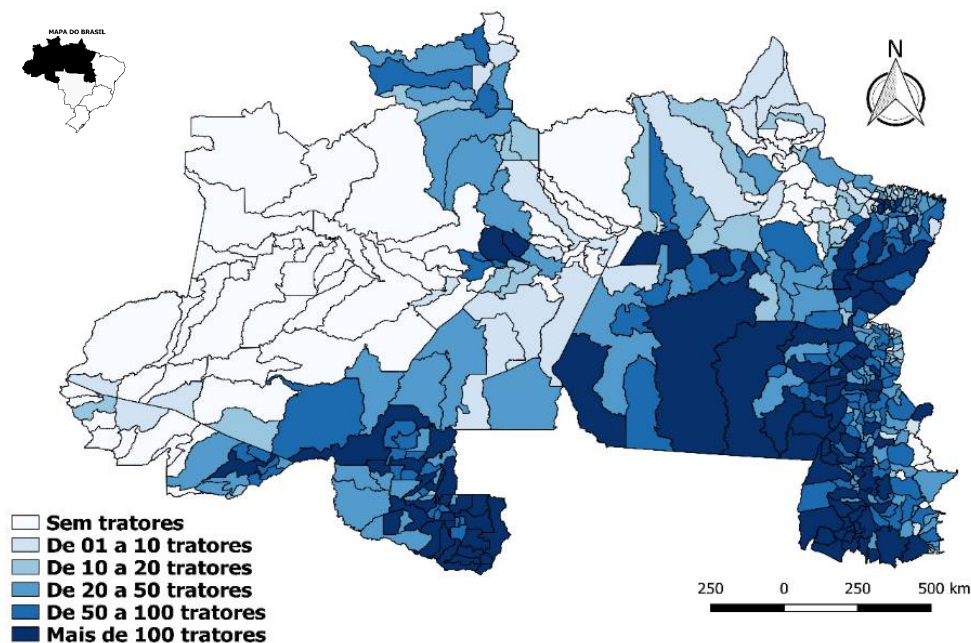 MAPA DO BRASIL
N
Sem tratores
De 01 a 10 tratores
De 10 a 20 tratores
De 20 a 50 tratores
De 50 a 100 tratores
Mais de 100 tratores
250 0 250 500 km